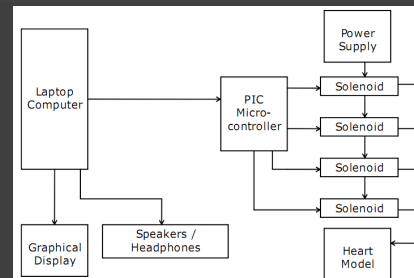 Power
Supply
Laptop
Computer
Solenoid
PIC
Micro-
controller
Solenoid
Solenoid
Solenoid
Speakers /
Headphones
Graphical
Display
Heart
Model